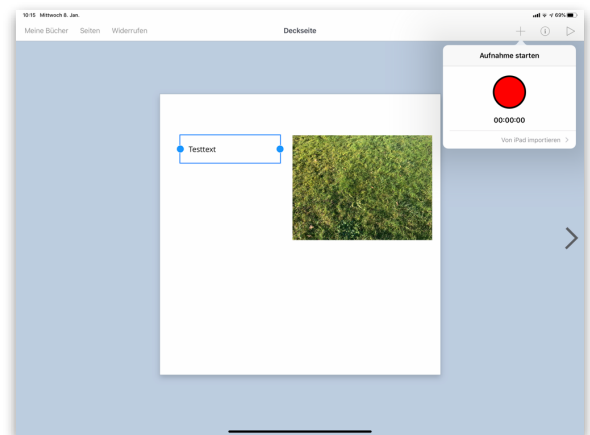 10:15 Mittwoch 8. Jan.
69%
Meine Bücher Seiten Widerrufen
Deckseite
Aufnahme starten
00:00:00
Von iPad importieren
Testtext